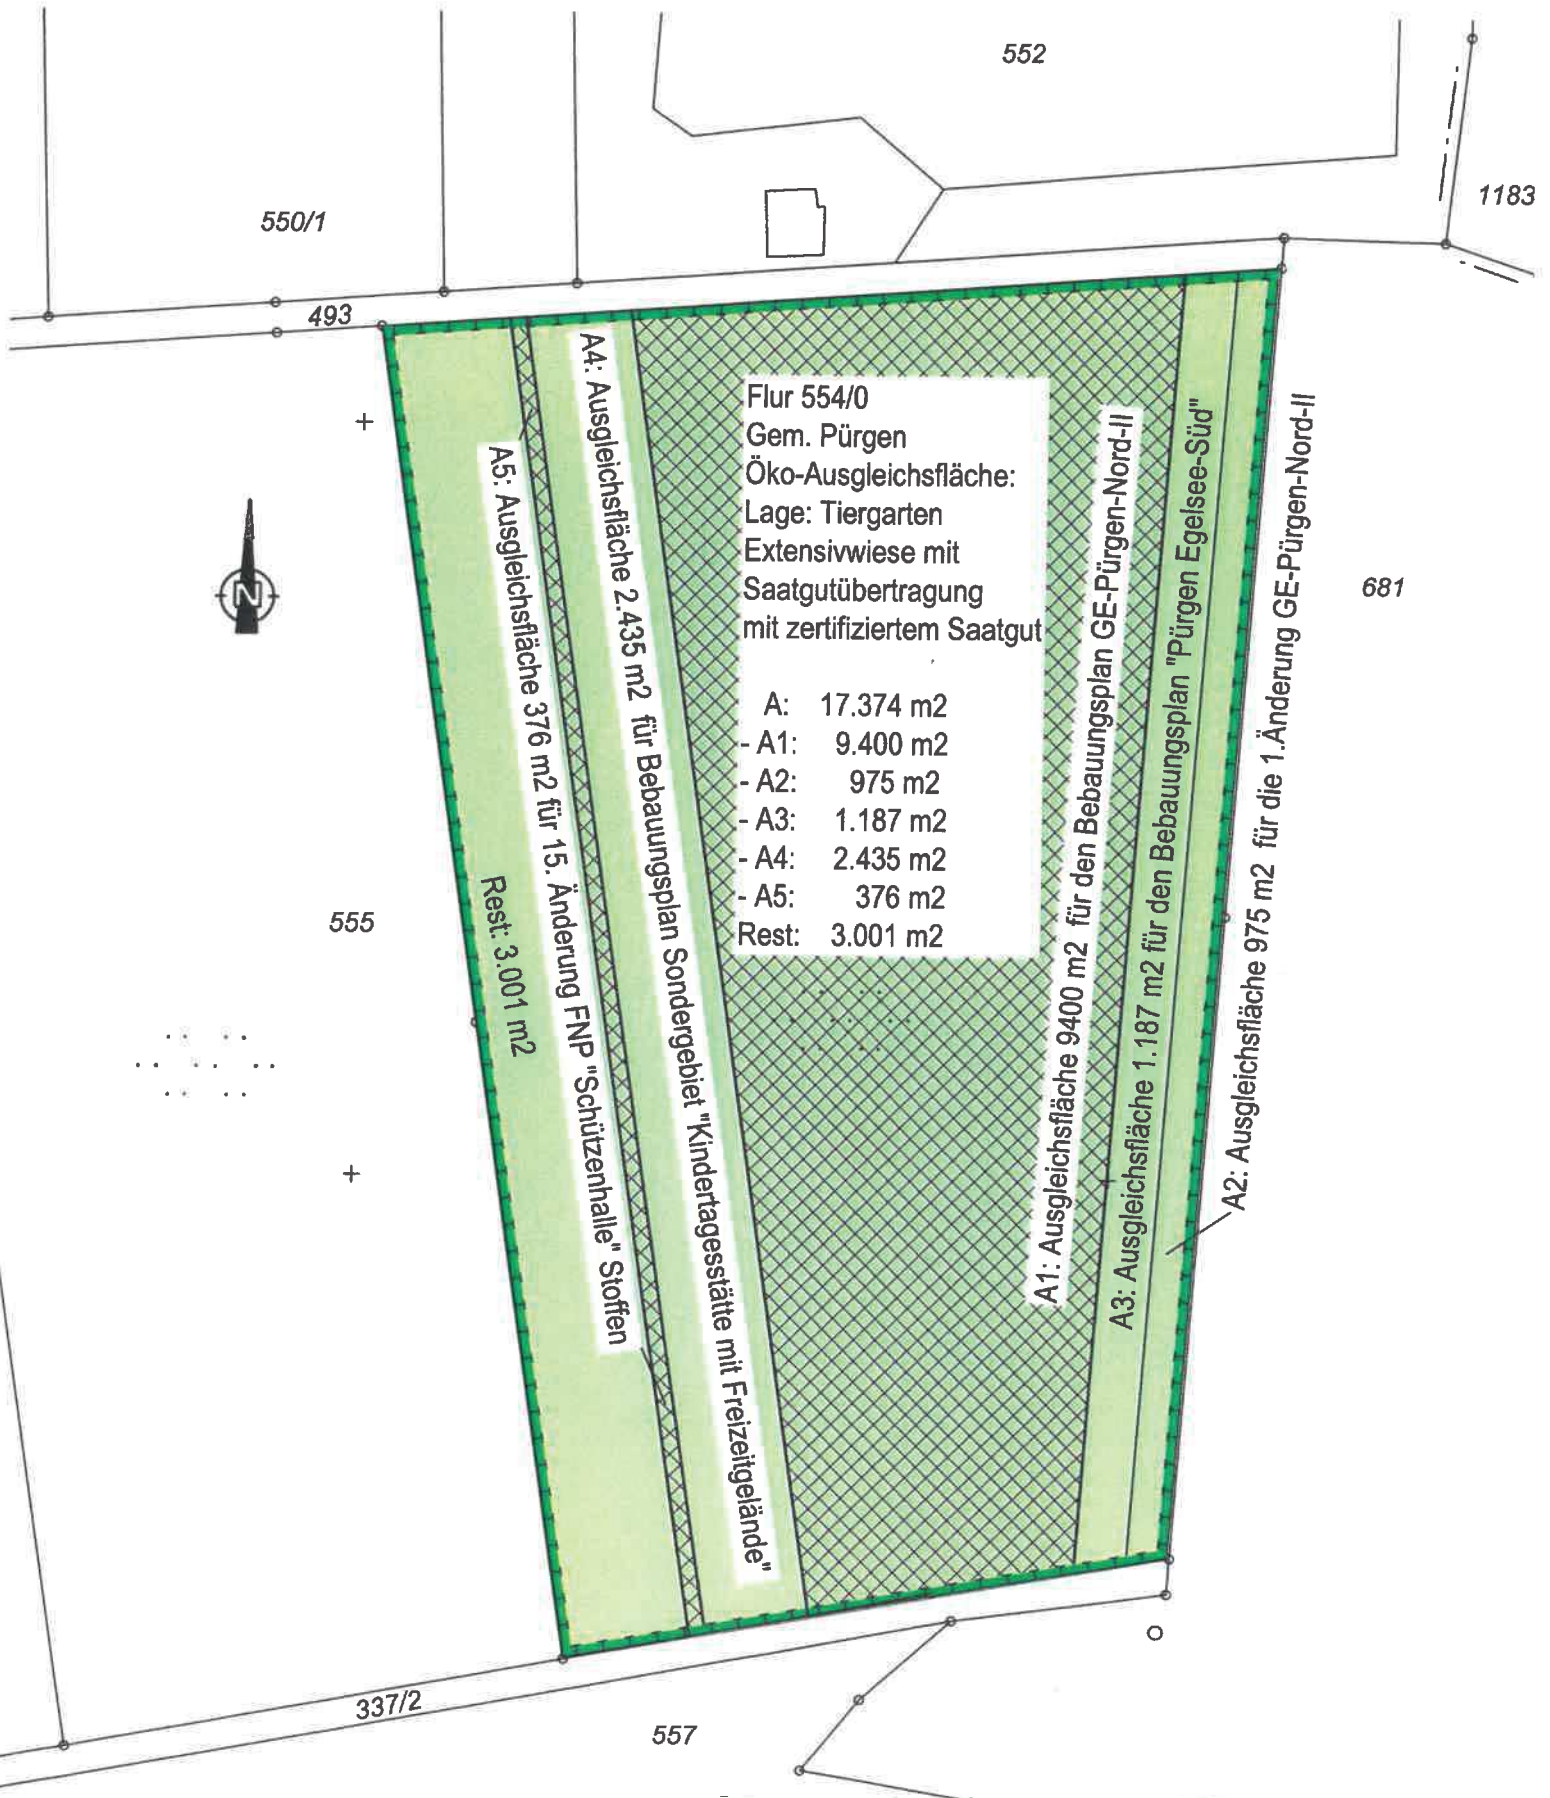 552
1183
550/1
493
Flur 554/0
Gem. Pürgen
Öko-Ausgleichsfläche:
Lage: Tiergarten
Extensivwiese mit
Saatgutübertragung
mit zertifiziertem Saatgut
A: 17.374 m2
- A1: 9.400 m2
- A2: 975 m2
- A3: 1.187 m2
- A4: 2.435 m2
- A5: 376 m2
Rest: 3.001 m2
A5: Ausgleichsfläche 376 m2 für 15. Änderung FNP "Schützenhalle" Stoffen
A4: Ausgleichsfläche 2.435 m2 für Bebauungsplan Sondergebiet "Kindertagesstätte mit Freizeitgelände"
A1: Ausgleichsfläche 9400 m2 für den Bebauungsplan GE-Pürgen-Nord-II
A3: Ausgleichsfläche 1.187 m2 für den Bebauungsplan "Pürgen Egelsee-Süd"
A2: Ausgleichsfläche 975 m2 für die 1.Änderung GE-Pürgen-Nord-II
Rest: 3.001 m2
N
681
555
337/2
557